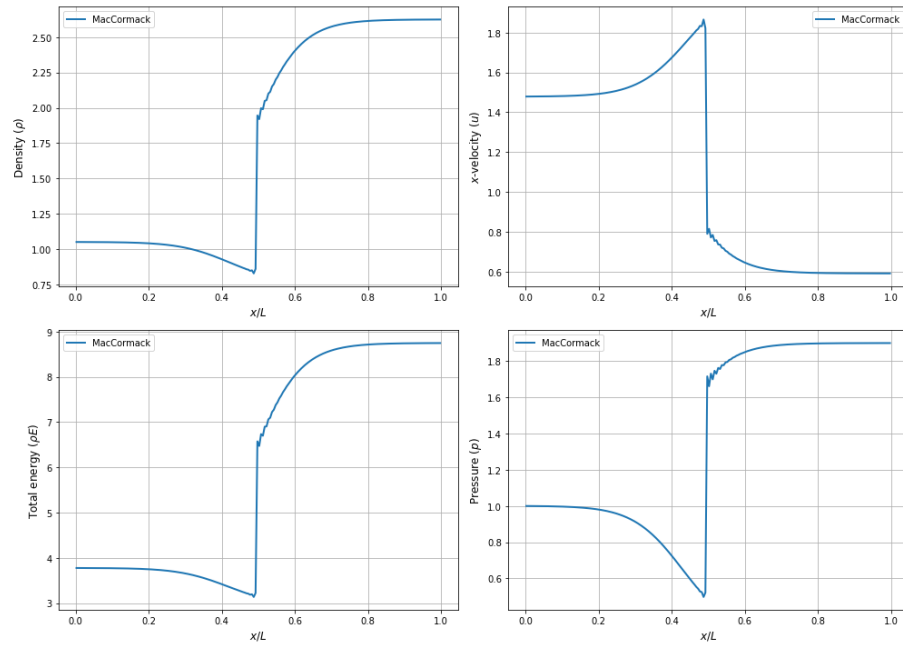 MacCormack
2.50
2.25
2.00
1.75
1.50
1.25
1.00
0.75
Density (ρ)
0.0 0.2 0.4 0.6 0.8 1.0
x/L
MacCormack
1.8
1.6
1.4
1.2
1.0
0.8
0.6
x-velocity (u)
0.0 0.2 0.4 0.6 0.8 1.0
x/L
MacCormack
9
8
7
6
5
4
3
Total energy (ρE)
0.0 0.2 0.4 0.6 0.8 1.0
x/L
MacCormack
1.8
1.6
1.4
1.2
1.0
0.8
0.6
Pressure (p)
0.0 0.2 0.4 0.6 0.8 1.0
x/L